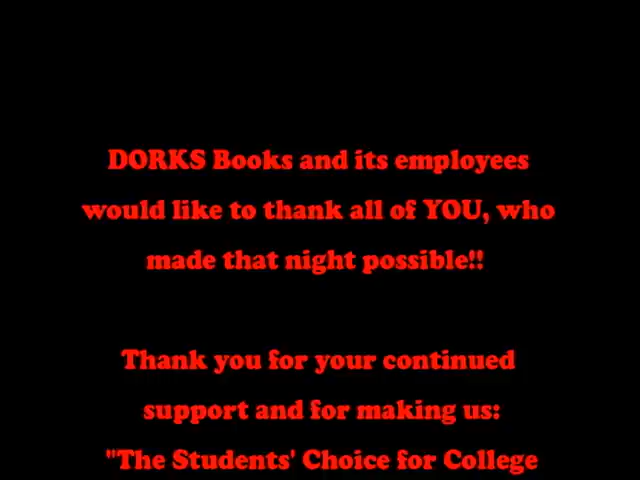 DORKS Books and its employees
would like to thank all of YOU, who
made that night possible!!
Thank you for your continued
support and for making us:
"The Students' Choice for College